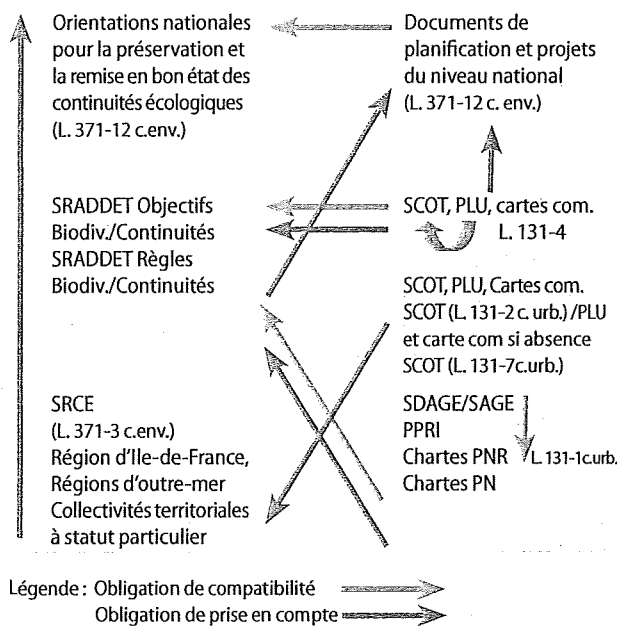 Orientations nationales
pour la préservation et
la remise en bon état des
continuités écologiques
(L. 371-12 c.env.)
Documents de
planification et projets
du niveau national
(L. 371-12 c. env.)
SRADDET Objectifs
Biodiv./Continuités
SRADDET Règles
Biodiv./Continuités
SCOT, PLU, cartes com.
L. 131-4
SCOT, PLU, Cartes com.
SCOT (L. 131-2 c. urb.) /PLU
et carte com si absence
SCOT (L. 131-7c.urb.)
SRCE
(L. 371-3 c.env.)
Région d'Ile-de-France,
Régions d'outre-mer
Collectivités territoriales
à statut particulier
SDAGE/SAGE
PPRI
Chartes PNR
L. 131-1c.urb.
Chartes PN
Légende : Obligation de compatibilité
Obligation de prise en compte